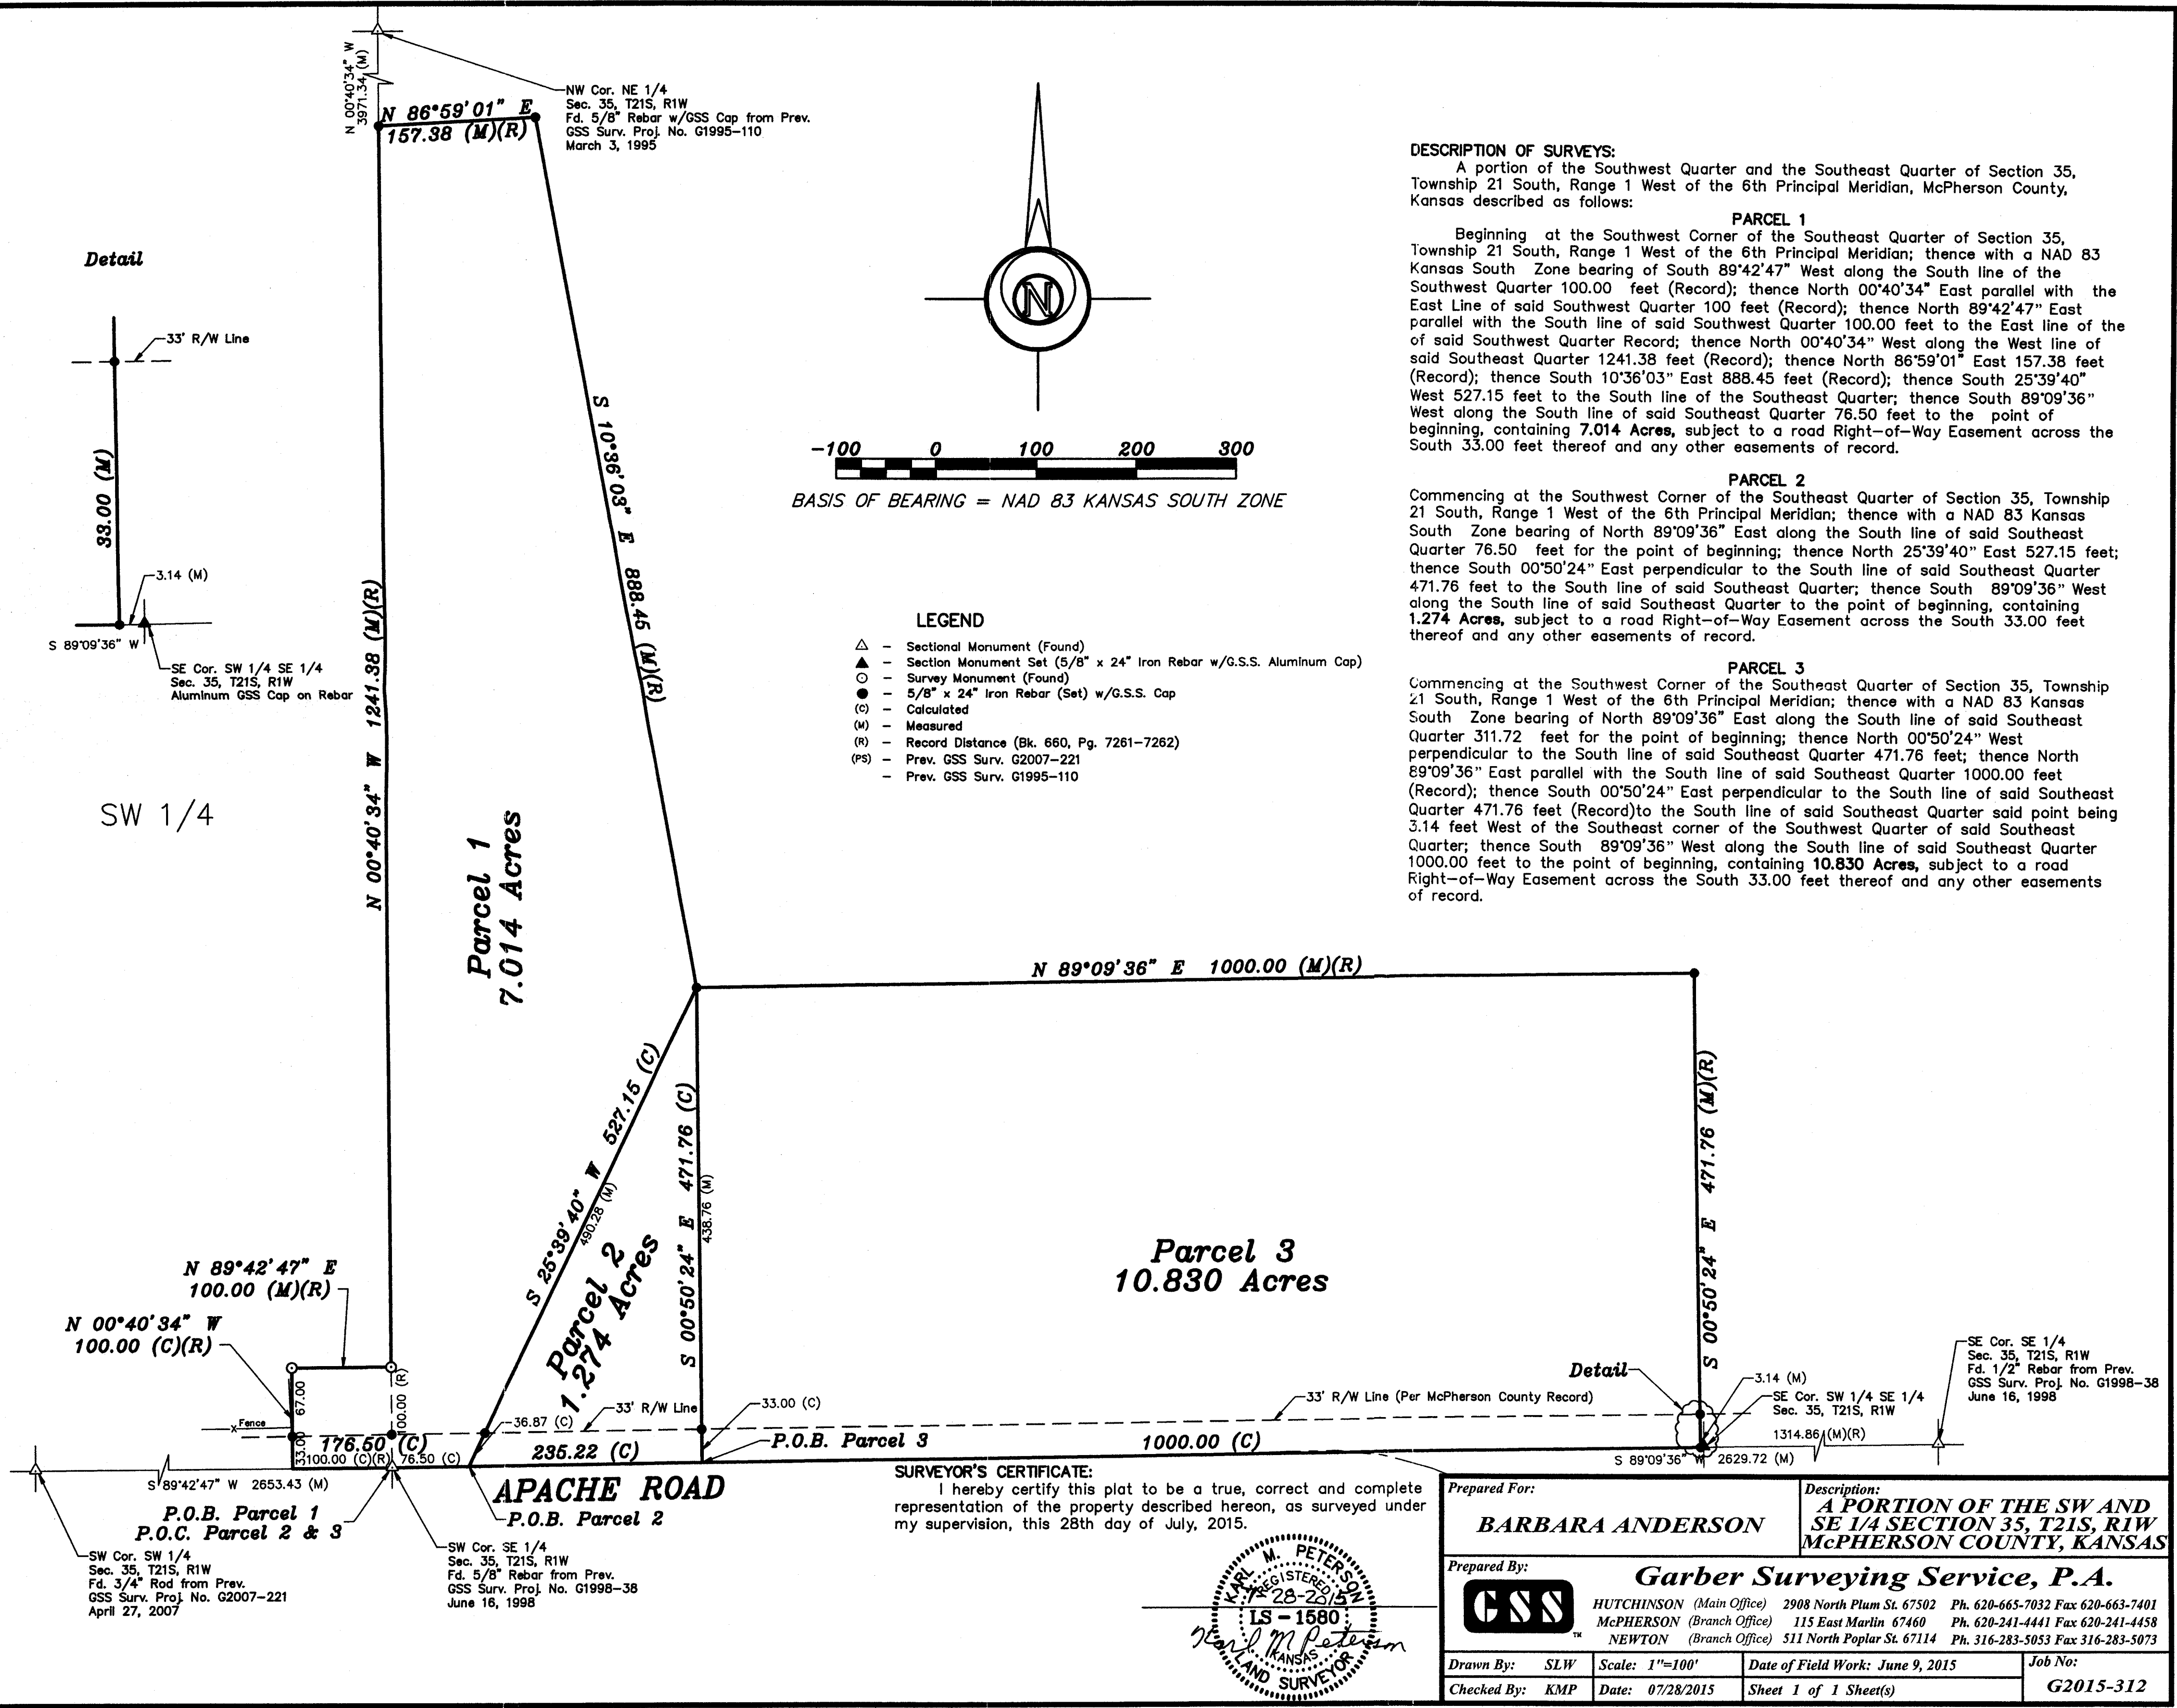 N 00°40'34" W
3971.34 (M)
N 86°59'01" E
157.38 (M)(R)
NW Cor. NE 1/4
Sec. 35, T21S, R1W
Fd. 5/8" Rebar w/GSS Cap from Prev.
GSS Surv. Proj. No. G1995-110
March 3, 1995
Detail
33' R/W Line
33.00 (M)
3.14 (M)
S 89°09'36" W
SE Cor. SW 1/4 SE 1/4
Sec. 35, T21S, R1W
Aluminum GSS Cap on Rebar
SW 1/4
N 00°40'34" W 1241.38 (M)(R)
S 10°36'03" E 888.45 (M)(R)
Parcel 1
7.014 Acres
N
-100 0 100 200 300
BASIS OF BEARING = NAD 83 KANSAS SOUTH ZONE
LEGEND
△ - Sectional Monument (Found)
▲ - Section Monument Set (5/8" x 24" Iron Rebar w/G.S.S. Aluminum Cap)
⊙ - Survey Monument (Found)
● - 5/8" x 24" Iron Rebar (Set) w/G.S.S. Cap
(C) - Calculated
(M) - Measured
(R) - Record Distance (Bk. 660, Pg. 7261-7262)
(PS) - Prev. GSS Surv. G2007-221
- Prev. GSS Surv. G1995-110
DESCRIPTION OF SURVEYS:
A portion of the Southwest Quarter and the Southeast Quarter of Section 35,
Township 21 South, Range 1 West of the 6th Principal Meridian, McPherson County,
Kansas described as follows:
PARCEL 1
Beginning at the Southwest Corner of the Southeast Quarter of Section 35,
Township 21 South, Range 1 West of the 6th Principal Meridian; thence with a NAD 83
Kansas South Zone bearing of South 89°42'47" West along the South line of the
Southwest Quarter 100.00 feet (Record); thence North 00°40'34" East parallel with the
East Line of said Southwest Quarter 100 feet (Record); thence North 89°42'47" East
parallel with the South line of said Southwest Quarter 100.00 feet to the East line of the
of said Southwest Quarter Record; thence North 00°40'34" West along the West line of
said Southeast Quarter 1241.38 feet (Record); thence North 86°59'01" East 157.38 feet
(Record); thence South 10°36'03" East 888.45 feet (Record); thence South 25°39'40"
West 527.15 feet to the South line of the Southeast Quarter; thence South 89°09'36"
West along the South line of said Southeast Quarter 76.50 feet to the point of
beginning, containing 7.014 Acres, subject to a road Right-of-Way Easement across the
South 33.00 feet thereof and any other easements of record.
PARCEL 2
Commencing at the Southwest Corner of the Southeast Quarter of Section 35, Township
21 South, Range 1 West of the 6th Principal Meridian; thence with a NAD 83 Kansas
South Zone bearing of North 89°09'36" East along the South line of said Southeast
Quarter 76.50 feet for the point of beginning; thence North 25°39'40" East 527.15 feet;
thence South 00°50'24" East perpendicular to the South line of said Southeast Quarter
471.76 feet to the South line of said Southeast Quarter; thence South 89°09'36" West
along the South line of said Southeast Quarter to the point of beginning, containing
1.274 Acres, subject to a road Right-of-Way Easement across the South 33.00 feet
thereof and any other easements of record.
PARCEL 3
Commencing at the Southwest Corner of the Southeast Quarter of Section 35, Township
21 South, Range 1 West of the 6th Principal Meridian; thence with a NAD 83 Kansas
South Zone bearing of North 89°09'36" East along the South line of said Southeast
Quarter 311.72 feet for the point of beginning; thence North 00°50'24" West
perpendicular to the South line of said Southeast Quarter 471.76 feet; thence North
89°09'36" East parallel with the South line of said Southeast Quarter 1000.00 feet
(Record); thence South 00°50'24" East perpendicular to the South line of said Southeast
Quarter 471.76 feet (Record)to the South line of said Southeast Quarter said point being
3.14 feet West of the Southeast corner of the Southwest Quarter of said Southeast
Quarter; thence South 89°09'36" West along the South line of said Southeast Quarter
1000.00 feet to the point of beginning, containing 10.830 Acres, subject to a road
Right-of-Way Easement across the South 33.00 feet thereof and any other easements
of record.
N 89°09'36" E 1000.00 (M)(R)
S 25°39'40" W 527.15 (C)
490.28 (M)
Parcel 2
1.274 Acres
S 00°50'24" E 471.76 (C)
438.76 (M)
Parcel 3
10.830 Acres
S 00°50'24" E 471.76 (M)(R)
N 89°42'47" E
100.00 (M)(R)
N 00°40'34" W
100.00 (C)(R)
67.00
100.00 (R)
x Fence
33.00
176.50 (C)
100.00 (C)(R) 76.50 (C)
36.87 (C)
33' R/W Line
33.00 (C)
235.22 (C)
P.O.B. Parcel 3
33' R/W Line (Per McPherson County Record)
1000.00 (C)
Detail
3.14 (M)
SE Cor. SW 1/4 SE 1/4
Sec. 35, T21S, R1W
1314.86 (M)(R)
S 89°09'36" W 2629.72 (M)
SE Cor. SE 1/4
Sec. 35, T21S, R1W
Fd. 1/2" Rebar from Prev.
GSS Surv. Proj. No. G1998-38
June 16, 1998
S 89°42'47" W 2653.43 (M)
P.O.B. Parcel 1
P.O.C. Parcel 2 & 3
APACHE ROAD
P.O.B. Parcel 2
SW Cor. SW 1/4
Sec. 35, T21S, R1W
Fd. 3/4" Rod from Prev.
GSS Surv. Proj. No. G2007-221
April 27, 2007
SW Cor. SE 1/4
Sec. 35, T21S, R1W
Fd. 5/8" Rebar from Prev.
GSS Surv. Proj. No. G1998-38
June 16, 1998
SURVEYOR'S CERTIFICATE:
I hereby certify this plat to be a true, correct and complete
representation of the property described hereon, as surveyed under
my supervision, this 28th day of July, 2015.
KARL M. PETERSON
REGISTERED
7-28-2015
LS - 1580
Karl M Peterson
KANSAS
LAND SURVEYOR
Prepared For:
BARBARA ANDERSON
Description:
A PORTION OF THE SW AND
SE 1/4 SECTION 35, T21S, R1W
McPHERSON COUNTY, KANSAS
Prepared By:
GSS
TM
Garber Surveying Service, P.A.
HUTCHINSON (Main Office) 2908 North Plum St. 67502 Ph. 620-665-7032 Fax 620-663-7401
McPHERSON (Branch Office) 115 East Marlin 67460 Ph. 620-241-4441 Fax 620-241-4458
NEWTON (Branch Office) 511 North Poplar St. 67114 Ph. 316-283-5053 Fax 316-283-5073
Drawn By: SLW Scale: 1"=100' Date of Field Work: June 9, 2015 Job No:
Checked By: KMP Date: 07/28/2015 Sheet 1 of 1 Sheet(s) G2015-312